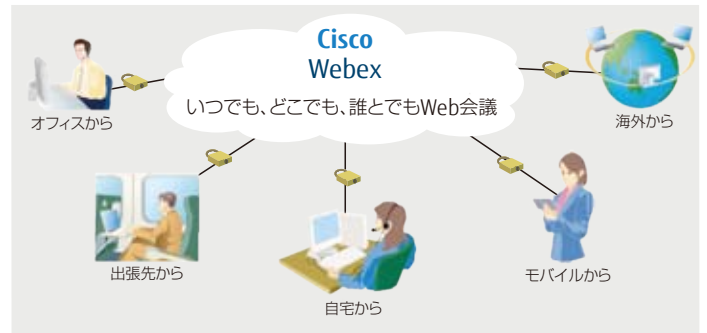 Cisco
Webex
いつでも、どこでも、誰とでもWeb会議
オフィスから
海外から
出張先から
モバイルから
自宅から